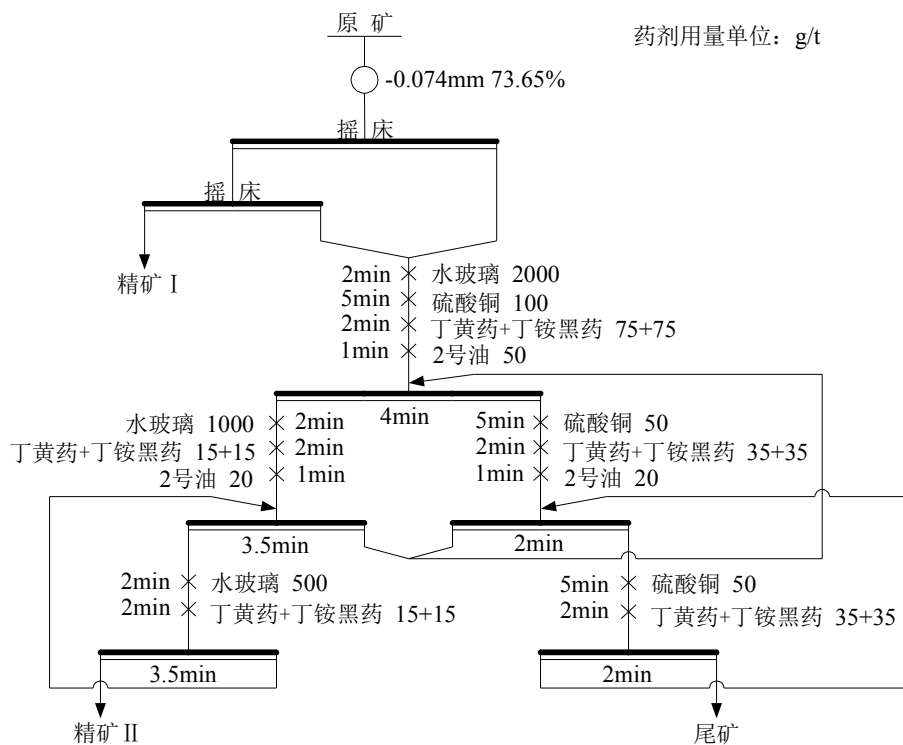 原 矿
药剂用量单位：g/t
-0.074mm 73.65%
摇 床
摇 床
精矿Ⅰ
2min 水玻璃 2000
5min 硫酸铜 100
2min 丁黄药+丁铵黑药 75+75
1min 2号油 50
4min
水玻璃 1000 2min
丁黄药+丁铵黑药 15+15 2min
2号油 20 1min
5min 硫酸铜 50
2min 丁黄药+丁铵黑药 35+35
1min 2号油 20
3.5min
2min
2min 水玻璃 500
2min 丁黄药+丁铵黑药 15+15
5min 硫酸铜 50
2min 丁黄药+丁铵黑药 35+35
3.5min
2min
精矿Ⅱ
尾矿